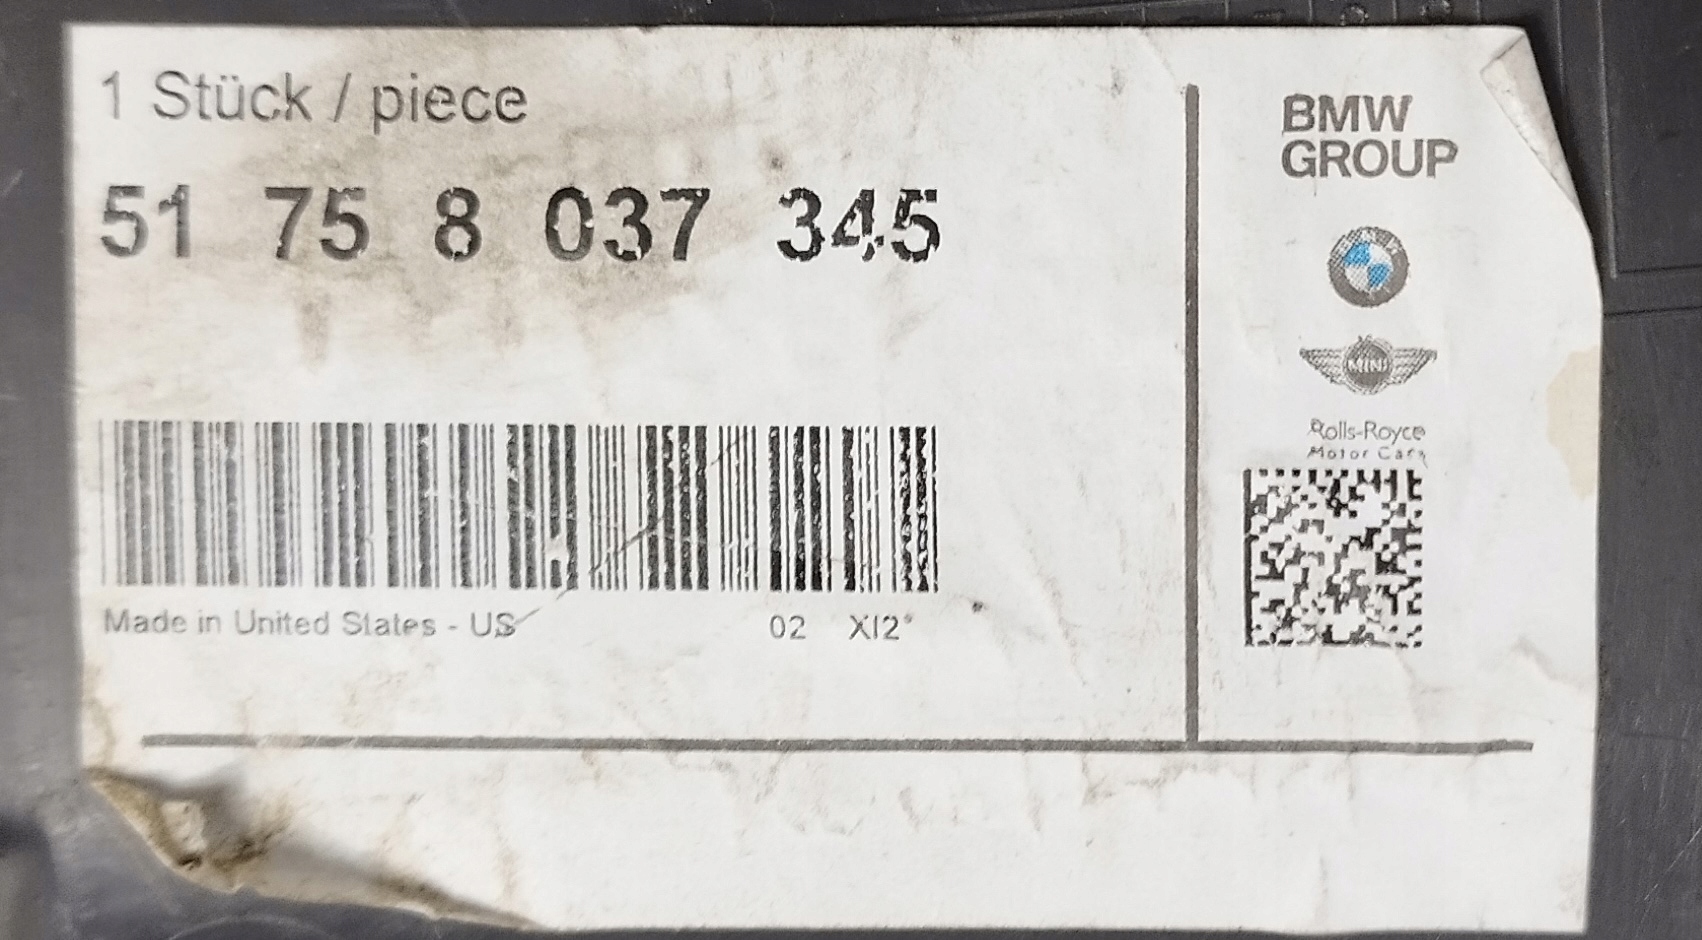 1 Stück / piece
51 75 8 037 345
Made in United States - US
02 XI2*
BMW
GROUP
MINI
Rolls-Royce
Motor Cars